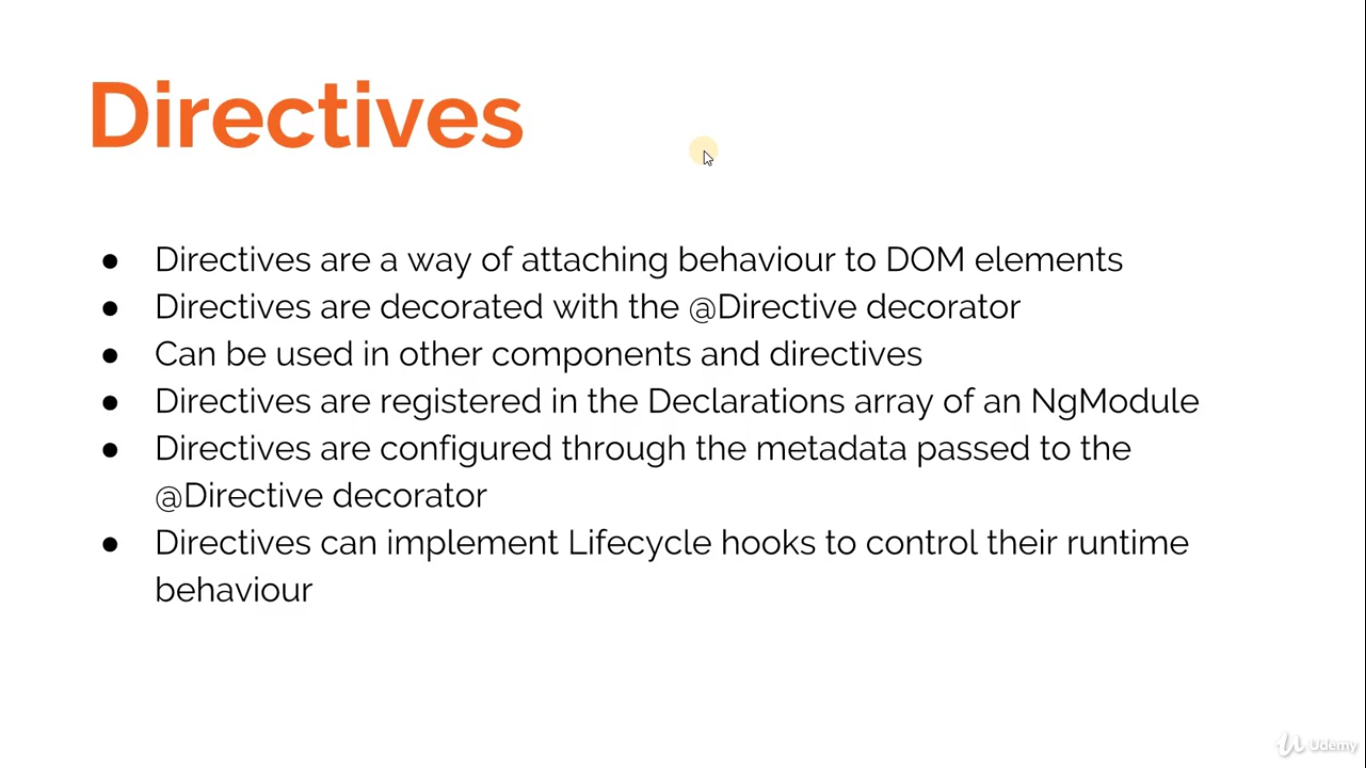 Directives
● Directives are a way of attaching behaviour to DOM elements
● Directives are decorated with the @Directive decorator
● Can be used in other components and directives
● Directives are registered in the Declarations array of an NgModule
● Directives are configured through the metadata passed to the
@Directive decorator
● Directives can implement Lifecycle hooks to control their runtime
behaviour
Udemy